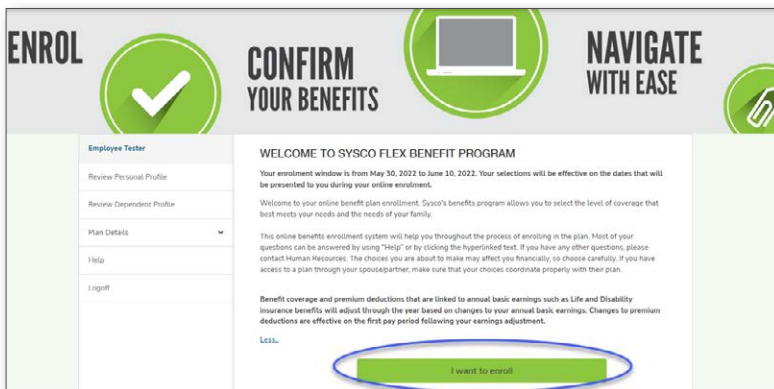 ENROL
CONFIRM
YOUR BENEFITS
NAVIGATE
WITH EASE
Employee Tester
Review Personal Profile
Review Dependent Profile
Plan Details
Help
Logoff
WELCOME TO SYSCO FLEX BENEFIT PROGRAM
Your enrolment window is from May 30, 2022 to June 10, 2022. Your selections will be effective on the dates that will
be presented to you during your online enrolment.
Welcome to your online benefit plan enrollment. Sysco's benefits program allows you to select the level of coverage that
best meets your needs and the needs of your family.
This online benefits enrollment system will help you throughout the process of enrolling in the plan. Most of your
questions can be answered by using "Help" or by clicking the hyperlinked text. If you have any other questions, please
contact Human Resources. The choices you are about to make may affect you financially, so choose carefully. If you have
access to a plan through your spouse/partner, make sure that your choices coordinate properly with their plan.
Benefit coverage and premium deductions that are linked to annual basic earnings such as Life and Disability
insurance benefits will adjust through the year based on changes to your annual basic earnings. Changes to premium
deductions are effective on the first pay period following your earnings adjustment.
Less..
I want to enroll